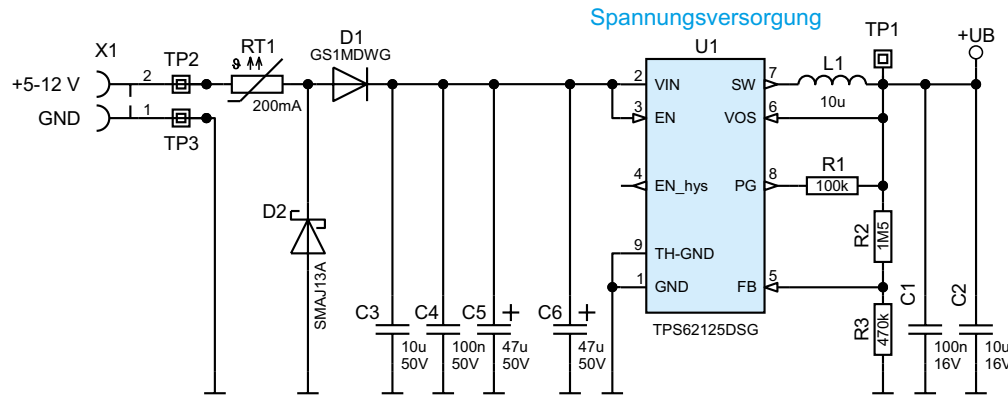 Spannungsversorgung
X1
TP2
RT1
D1
GS1MDWG
U1
TP1
+UB
+5-12 V
2
200mA
2
VIN
SW
7
L1
10u
GND
1
TP3
3
EN
VOS
6
4
EN_hys
PG
8
R1
100k
D2
SMAJ13A
R2
1M5
9
TH-GND
1
GND
FB
5
TPS62125DSG
C3
10u
50V
C4
100n
50V
C5
+
47u
50V
C6
+
47u
50V
R3
470k
C1
100n
16V
C2
10u
16V